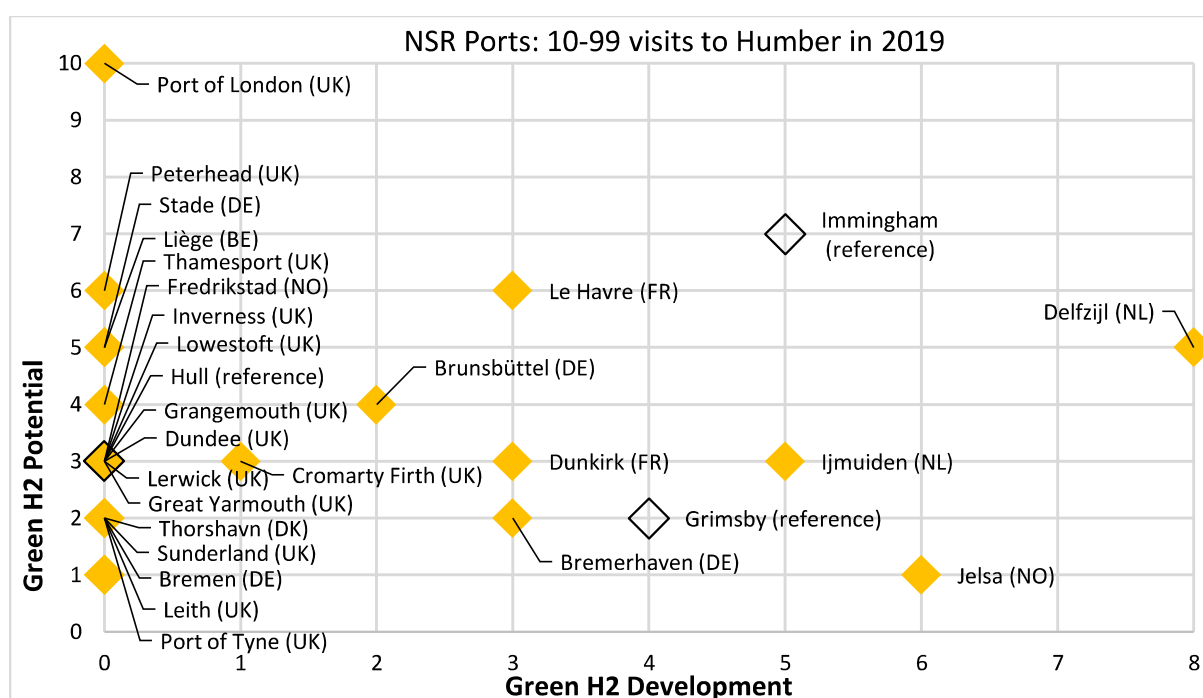 NSR Ports: 10-99 visits to Humber in 2019
10
Port of London (UK)
9
8
Peterhead (UK)
Stade (DE)
7
Immingham
(reference)
Liège (BE)
Thamesport (UK)
Fredrikstad (NO)
6
Le Havre (FR)
Inverness (UK)
Delfzijl (NL)
Lowestoft (UK)
5
Hull (reference)
Brunsbüttel (DE)
4
Grangemouth (UK)
Dundee (UK)
3
Lerwick (UK)
Cromarty Firth (UK)
Dunkirk (FR)
Ijmuiden (NL)
Great Yarmouth (UK)
2
Thorshavn (DK)
Grimsby (reference)
Sunderland (UK)
Bremerhaven (DE)
1
Bremen (DE)
Jelsa (NO)
Leith (UK)
0
Port of Tyne (UK)
Green H2 Potential
0 1 2 3 4 5 6 7 8
Green H2 Development